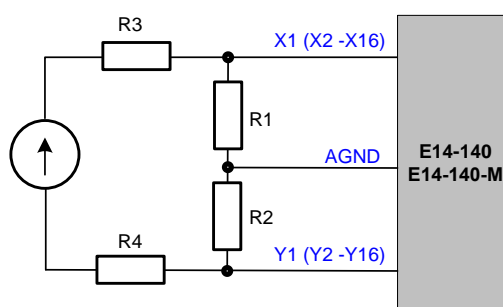 R3
X1 (X2 -X16)
R1
AGND
E14-140
E14-140-M
R2
R4
Y1 (Y2 -Y16)